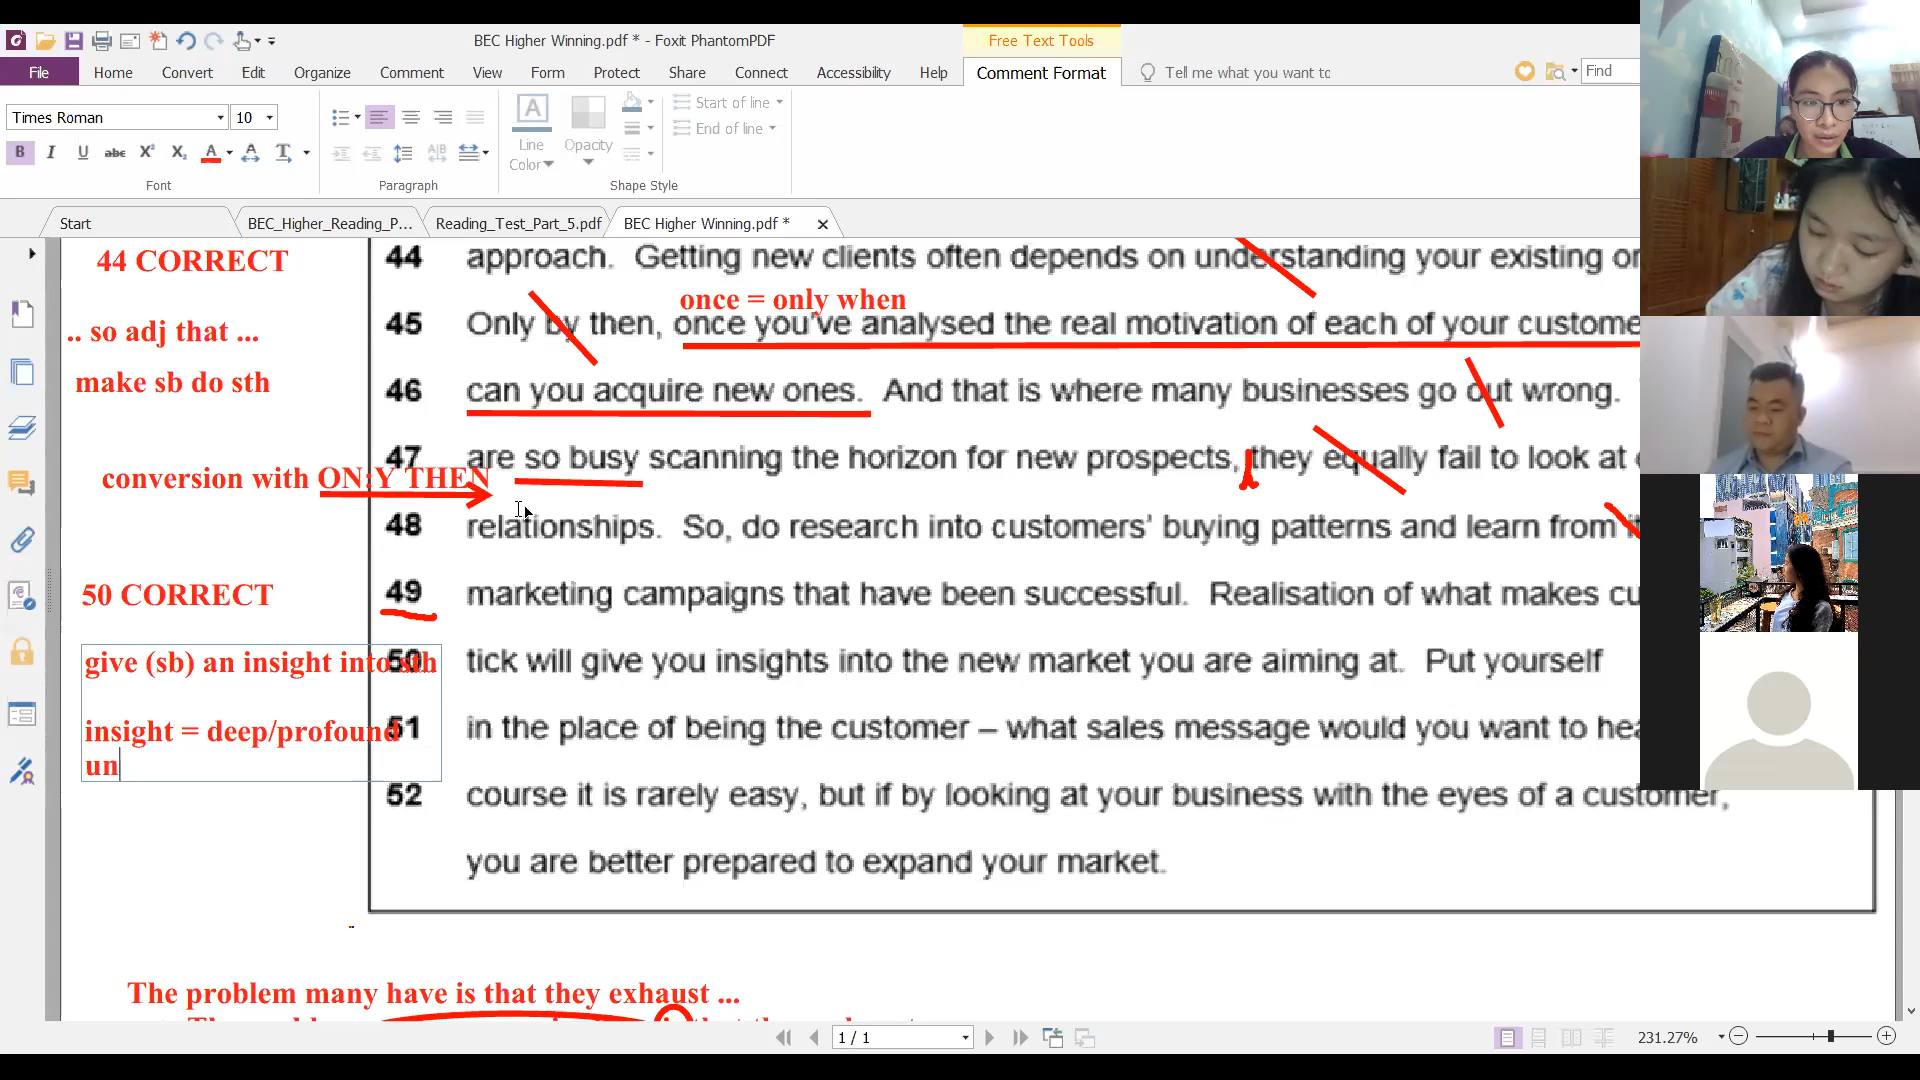 BEC Higher Winning.pdf * - Foxit PhantomPDF
Free Text Tools
File Home Convert Edit Organize Comment View Form Protect Share Connect Accessibility Help Comment Format Tell me what you want to Find
Times Roman 10
Start of line
End of line
Line Color
Opacity
B I U abc X² X₂ A A T
Font Paragraph Shape Style
Start BEC_Higher_Reading_P... Reading_Test_Part_5.pdf BEC Higher Winning.pdf *
44 CORRECT
44 approach. Getting new clients often depends on understanding your existing
once = only when
.. so adj that ...
45 Only by then, once you've analysed the real motivation of each of your
make sb do sth
46 can you acquire new ones. And that is where many businesses go out wrong.
47 are so busy scanning the horizon for new prospects, they equally fail to look at
conversion with ON:Y THEN
48 relationships. So, do research into customers' buying patterns and learn from
50 CORRECT
49 marketing campaigns that have been successful. Realisation of what makes
give (sb) an insight into sth
50 tick will give you insights into the new market you are aiming at. Put yourself
insight = deep/profound
un
51 in the place of being the customer – what sales message would you want to
52 course it is rarely easy, but if by looking at your business with the eyes of a customer,
you are better prepared to expand your market.
The problem many have is that they exhaust ...
1 / 1
231.27%